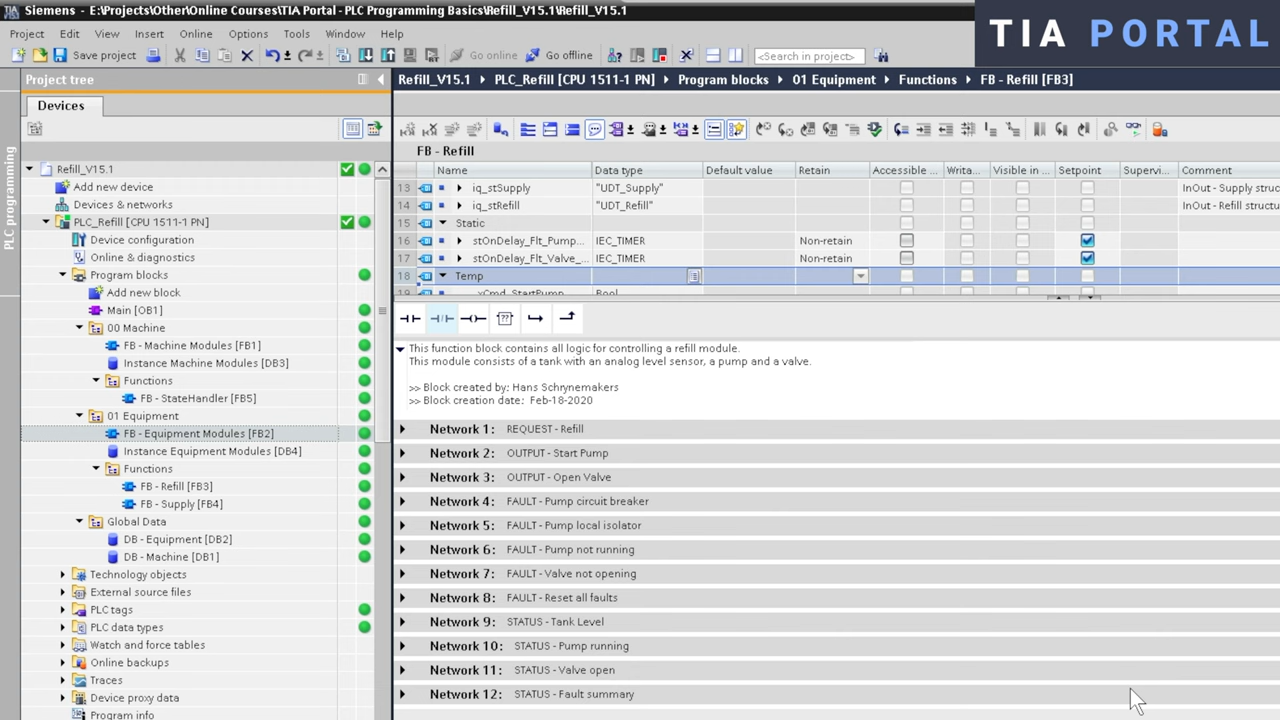 Siemens - E:\Projects\Other\Online Courses\TIA Portal - PLC Programming Basics\Refill_V15.1\Refill_V15.1
TIA PORTAL
Project Edit View Insert Online Options Tools Window Help
Save project Go online Go offline <Search in project>
Project tree
Refill_V15.1 PLC_Refill [CPU 1511-1 PN] Program blocks 01 Equipment Functions FB - Refill [FB3]
Devices
PLC programming
Refill_V15.1
Add new device
Devices & networks
PLC_Refill [CPU 1511-1 PN]
Device configuration
Online & diagnostics
Program blocks
Add new block
Main [OB1]
00 Machine
FB - Machine Modules [FB1]
Instance Machine Modules [DB3]
Functions
FB - StateHandler [FB5]
01 Equipment
FB - Equipment Modules [FB2]
Instance Equipment Modules [DB4]
Functions
FB - Refill [FB3]
FB - Supply [FB4]
Global Data
DB - Equipment [DB2]
DB - Machine [DB1]
Technology objects
External source files
PLC tags
PLC data types
Watch and force tables
Online backups
Traces
Device proxy data
Program info
FB - Refill
Name Data type Default value Retain Accessible ... Writa... Visible in ... Setpoint Supervi... Comment
13 iq_stSupply "UDT_Supply" InOut - Supply struc
14 iq_stRefill "UDT_Refill" InOut - Refill structu
15 Static
16 stOnDelay_Flt_Pump... IEC_TIMER Non-retain
17 stOnDelay_Flt_Valve_... IEC_TIMER Non-retain
18 Temp
19 xCmd_StartPump Bool
??
This function block contains all logic for controlling a refill module.
This module consists of a tank with an analog level sensor, a pump and a valve.
>> Block created by: Hans Schrynemakers
>> Block creation date: Feb-18-2020
Network 1: REQUEST - Refill
Network 2: OUTPUT - Start Pump
Network 3: OUTPUT - Open Valve
Network 4: FAULT - Pump circuit breaker
Network 5: FAULT - Pump local isolator
Network 6: FAULT - Pump not running
Network 7: FAULT - Valve not opening
Network 8: FAULT - Reset all faults
Network 9: STATUS - Tank Level
Network 10: STATUS - Pump running
Network 11: STATUS - Valve open
Network 12: STATUS - Fault summary